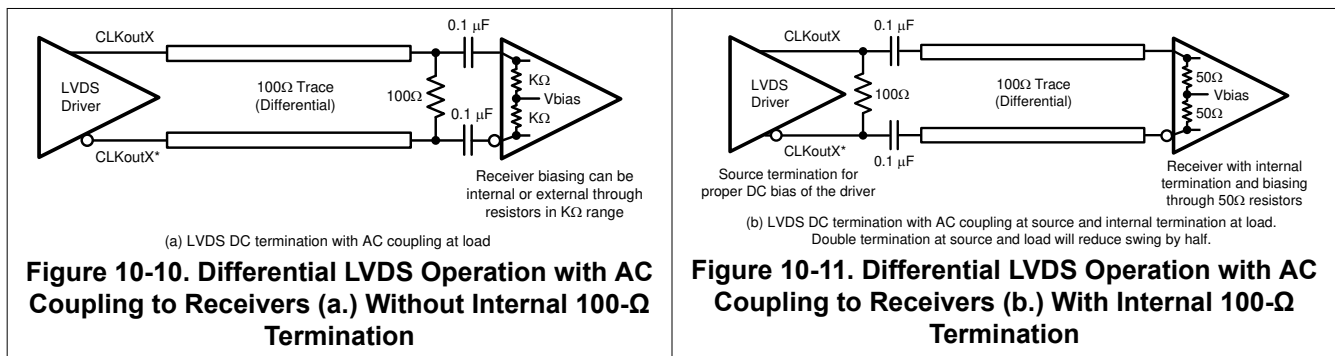 CLKoutX
0.1 µF
LVDS
Driver
100Ω Trace
(Differential)
100Ω
0.1 µF
KΩ
Vbias
KΩ
CLKoutX*
Receiver biasing can be
internal or external through
resistors in KΩ range
(a) LVDS DC termination with AC coupling at load
Figure 10-10. Differential LVDS Operation with AC
Coupling to Receivers (a.) Without Internal 100-Ω
Termination
CLKoutX
0.1 µF
LVDS
Driver
100Ω
100Ω Trace
(Differential)
50Ω
Vbias
50Ω
CLKoutX*
0.1 µF
Source termination for
proper DC bias of the driver
Receiver with internal
termination and biasing
through 50Ω resistors
(b) LVDS DC termination with AC coupling at source and internal termination at load.
Double termination at source and load will reduce swing by half.
Figure 10-11. Differential LVDS Operation with AC
Coupling to Receivers (b.) With Internal 100-Ω
Termination